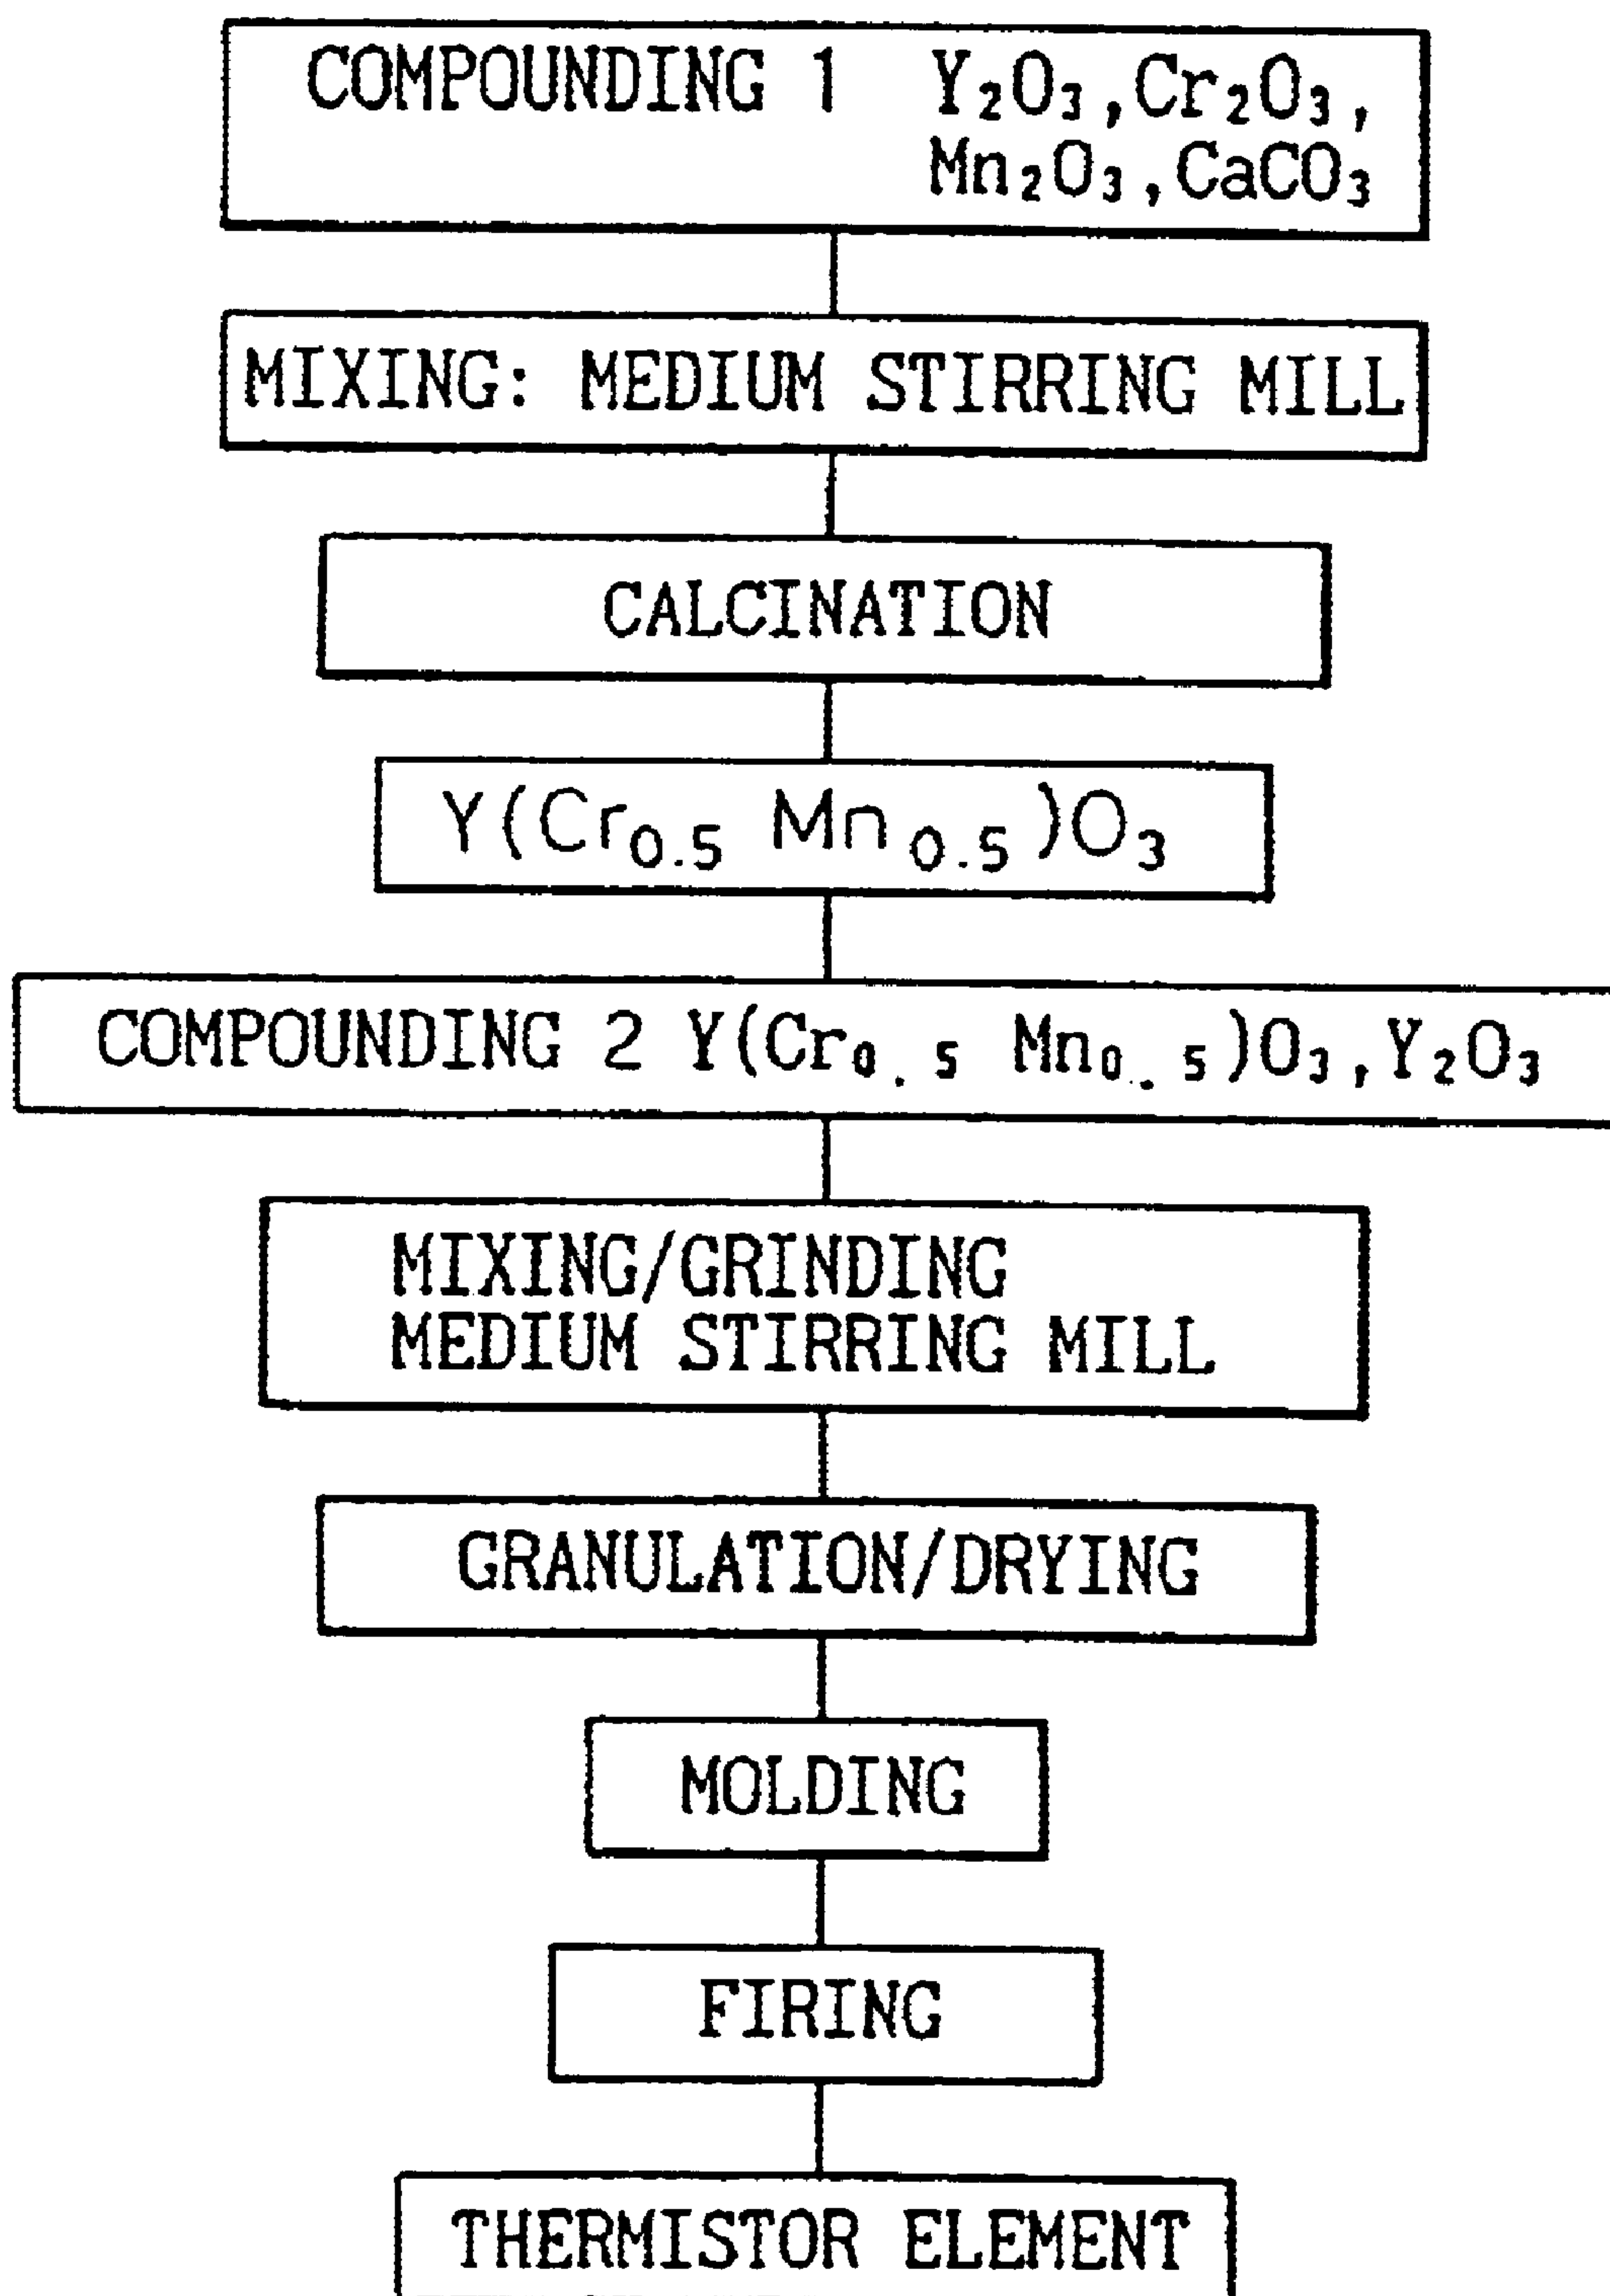 COMPOUNDING 1 Y₂O₃,Cr₂O₃,
Mn₂O₃,CaCO₃
MIXING: MEDIUM STIRRING MILL
CALCINATION
Y(Cr₀.₅ Mn₀.₅)O₃
COMPOUNDING 2 Y(Cr₀.₅ Mn₀.₅)O₃,Y₂O₃
MIXING/GRINDING
MEDIUM STIRRING MILL
GRANULATION/DRYING
MOLDING
FIRING
THERMISTOR ELEMENT